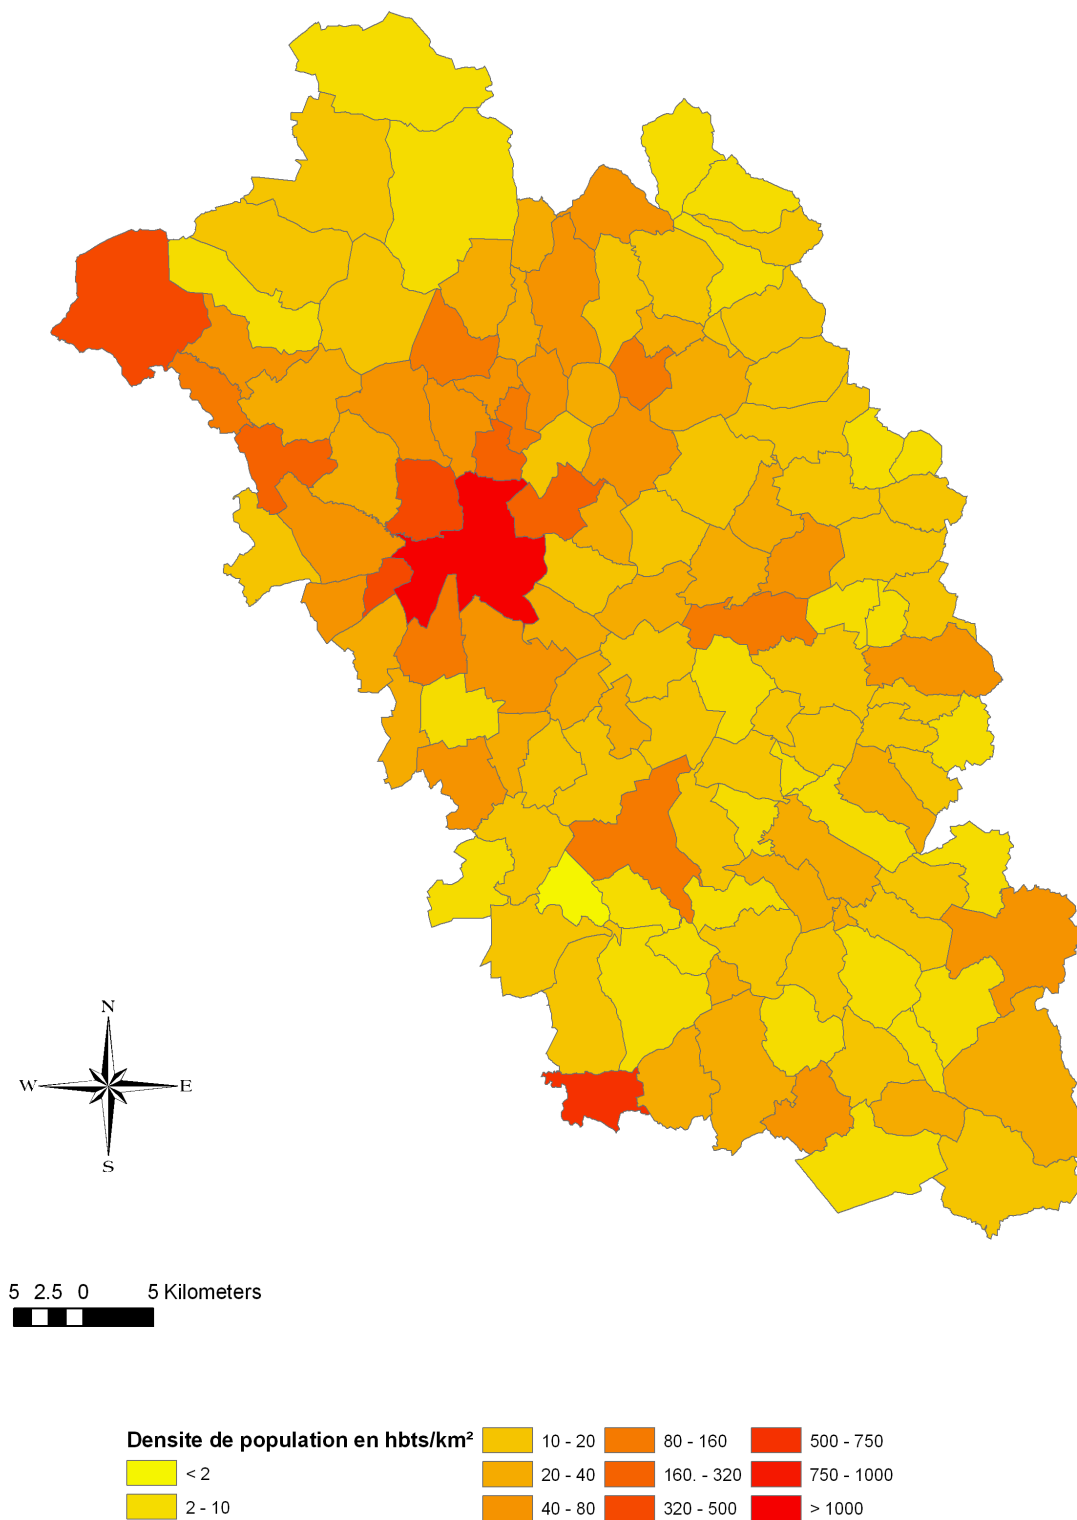 N
W E
S
5 2.5 0 5 Kilometers
Densite de population en hbts/km²
< 2
2 - 10
10 - 20
20 - 40
40 - 80
80 - 160
160. - 320
320 - 500
500 - 750
750 - 1000
> 1000